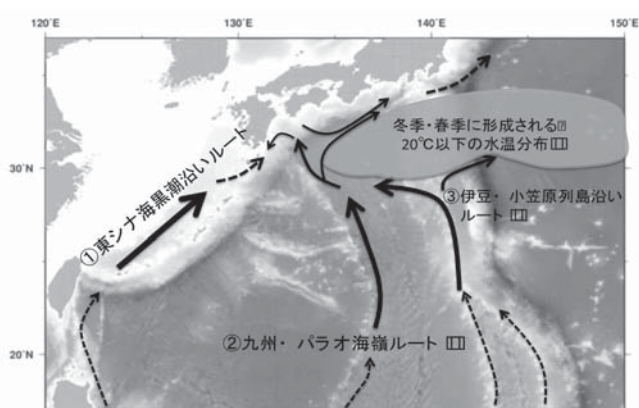 120˚E
130˚E
140˚E
150˚E
30˚N
20˚N
冬季・春季に形成される
20℃以下の水温分布
①東シナ海黒潮沿いルート
③伊豆・小笠原列島沿い
ルート
②九州・パラオ海嶺ルート